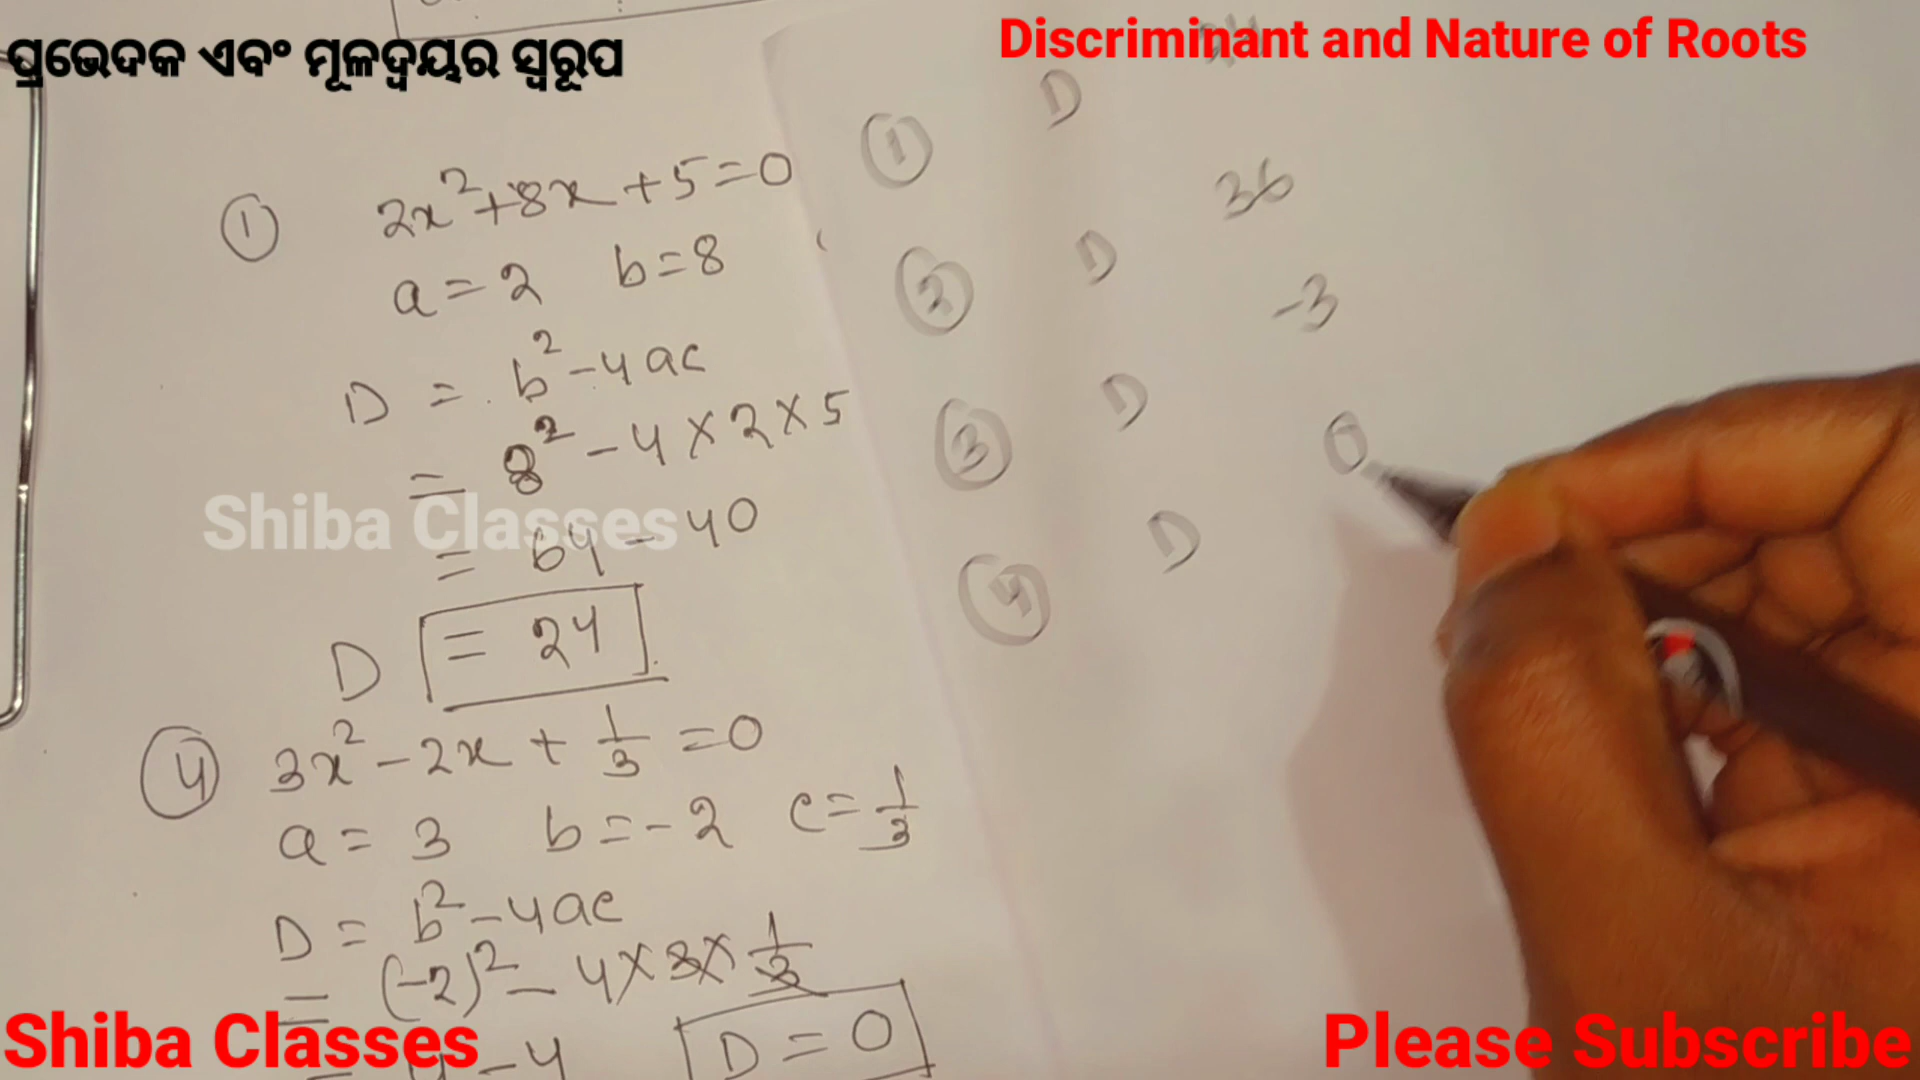 ପ୍ରଭେଦକ ଏବଂ ମୂଳଦ୍ୱୟର ସ୍ୱରୂପ
Discriminant and Nature of Roots
① 2x²+8x+5=0
a=2 b=8
D = b²-4ac
= 8²-4×2×5
= 64-40
D = 24
④ 3x²-2x+1/3=0
a=3 b=-2 c=1/3
D = b²-4ac
= (-2)²-4×3×1/3
= 4-4 D=0
① D 24
② D 36
③ D -3
④ D 0
Shiba Classes
Shiba Classes
Please Subscribe